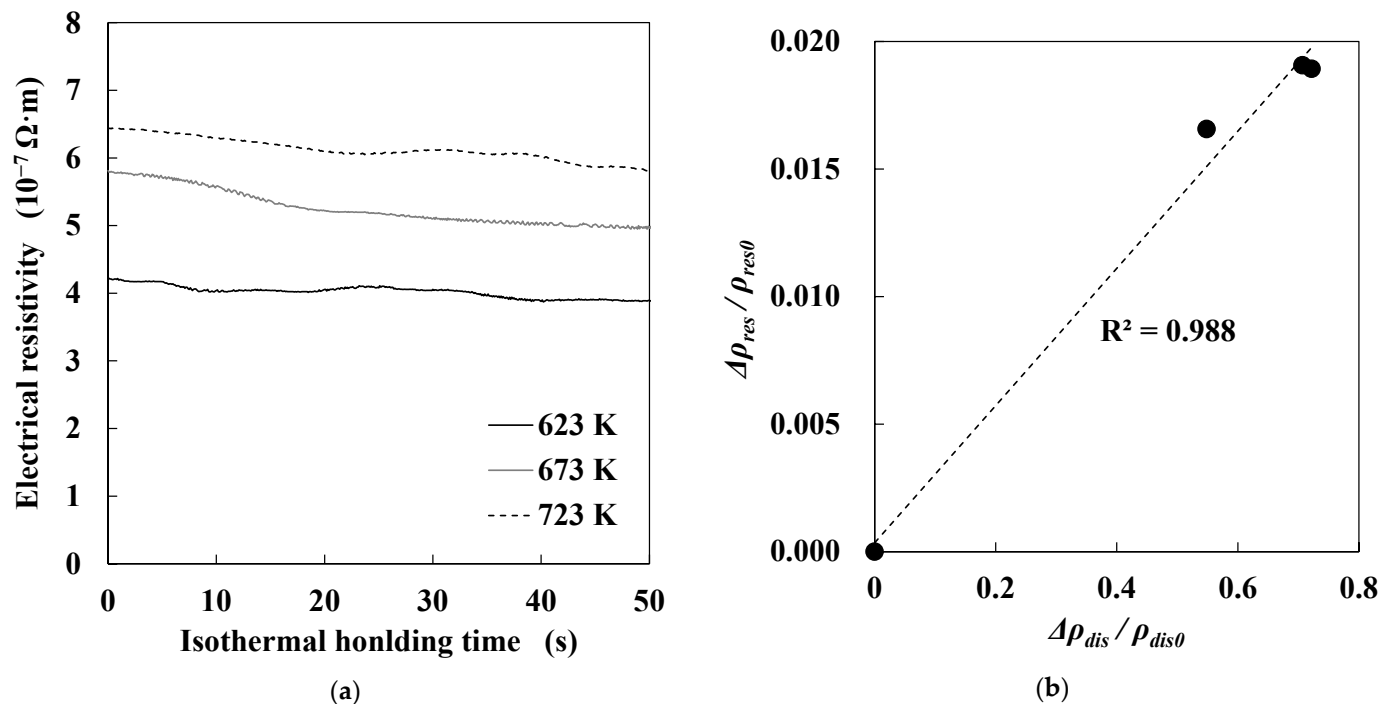 8
7
6
5
4
3
2
1
0
Electrical resistivity (10⁻⁷ Ω·m)
623 K
673 K
723 K
0 10 20 30 40 50
Isothermal honlding time (s)
(a)
0.020
0.015
0.010
0.005
0.000
Δρres / ρres0
R² = 0.988
0 0.2 0.4 0.6 0.8
Δρdis / ρdis0
(b)